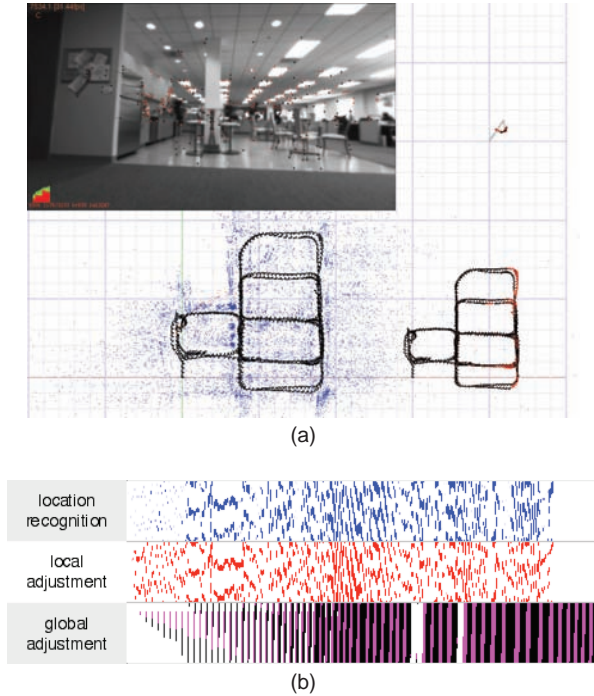 (a)
location
recognition
local
adjustment
global
adjustment
(b)